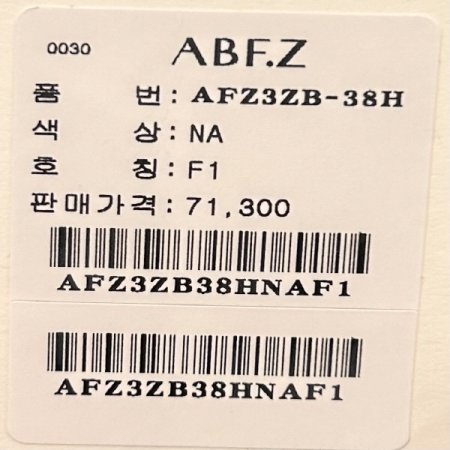 0030 ABF.Z
품 번 : AFZ3ZB-38H
색 상 : NA
호 칭 : F1
판매가격 : 71,300
AFZ3ZB38HNAF1
AFZ3ZB38HNAF1